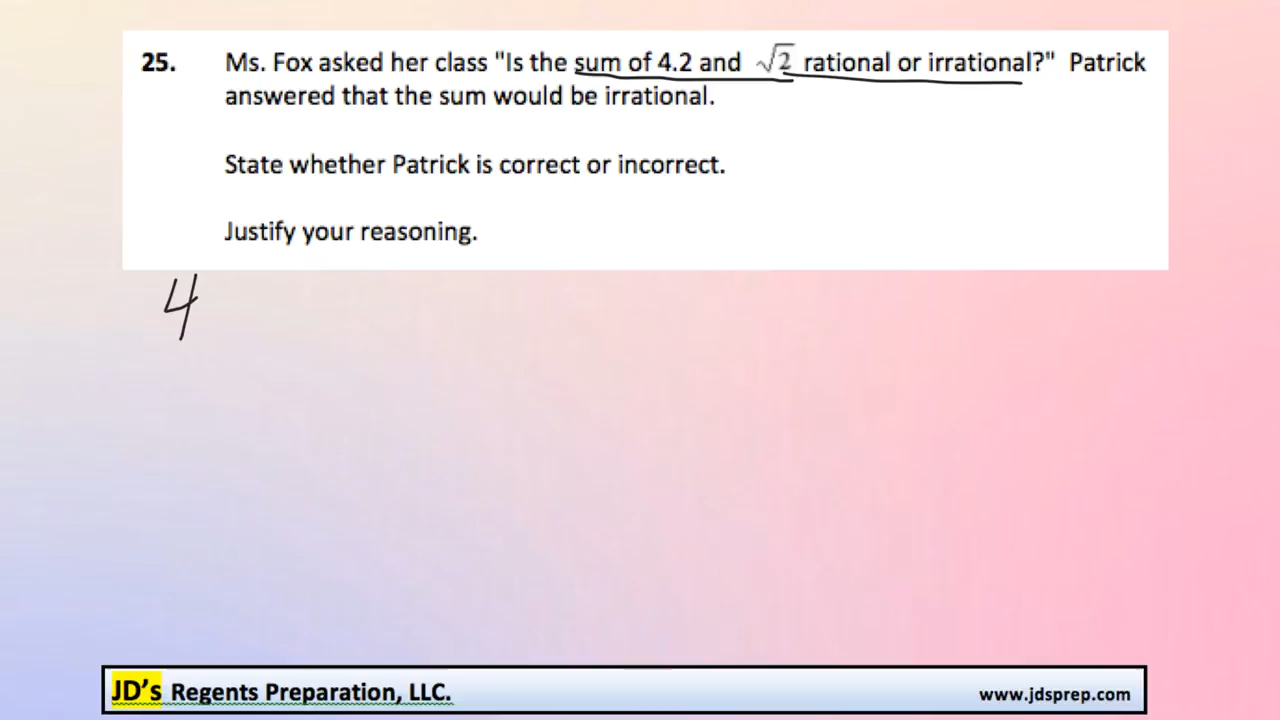 25. Ms. Fox asked her class "Is the sum of 4.2 and √2 rational or irrational?" Patrick
answered that the sum would be irrational.
State whether Patrick is correct or incorrect.
Justify your reasoning.
4
JD's Regents Preparation, LLC. www.jdsprep.com